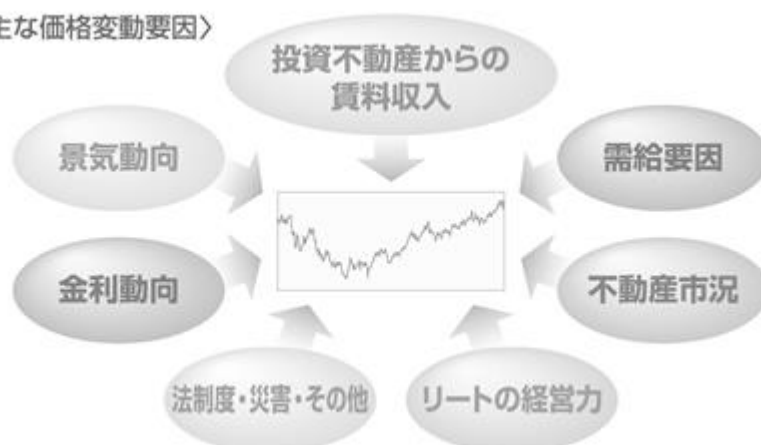 主な価格変動要因〉
投資不動産からの
賃料収入
景気動向
需給要因
金利動向
不動産市況
法制度・災害・その他
リートの経営力